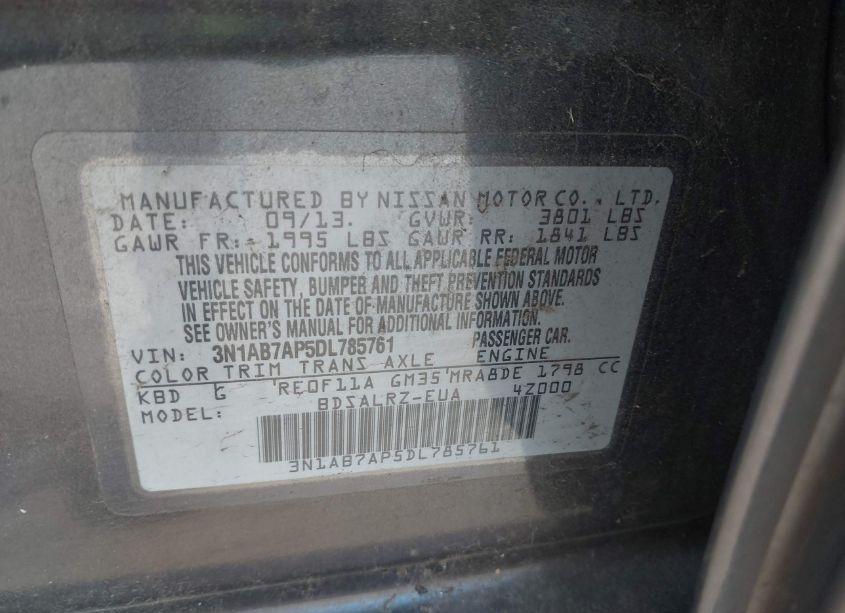 MANUFACTURED BY NISSAN MOTOR CO., LTD.
DATE: 09/13. GVWR: 3801 LBS
GAWR FR: 1995 LBS GAWR RR: 1841 LBS
THIS VEHICLE CONFORMS TO ALL APPLICABLE FEDERAL MOTOR
VEHICLE SAFETY, BUMPER AND THEFT PREVENTION STANDARDS
IN EFFECT ON THE DATE OF MANUFACTURE SHOWN ABOVE.
SEE OWNER'S MANUAL FOR ADDITIONAL INFORMATION.
VIN: 3N1AB7AP5DL785761 PASSENGER CAR.
COLOR TRIM TRANS AXLE ENGINE
KBD G RE0F11A GM35 MRA8DE 1798 CC
MODEL: BDSALRZ-EUA 4Z000
3N1AB7AP5DL785761